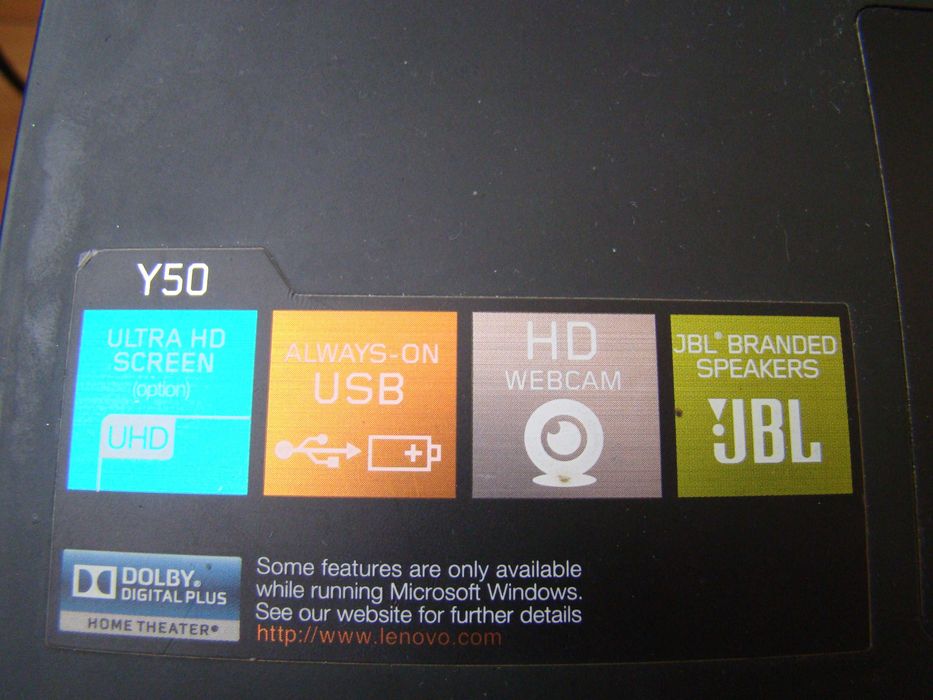 Y50
ULTRA HD
SCREEN
(option)
UHD
ALWAYS-ON
USB
HD
WEBCAM
JBL® BRANDED
SPEAKERS
JBL
DOLBY®
DIGITAL PLUS
HOME THEATER®
Some features are only available
while running Microsoft Windows.
See our website for further details
http://www.lenovo.com